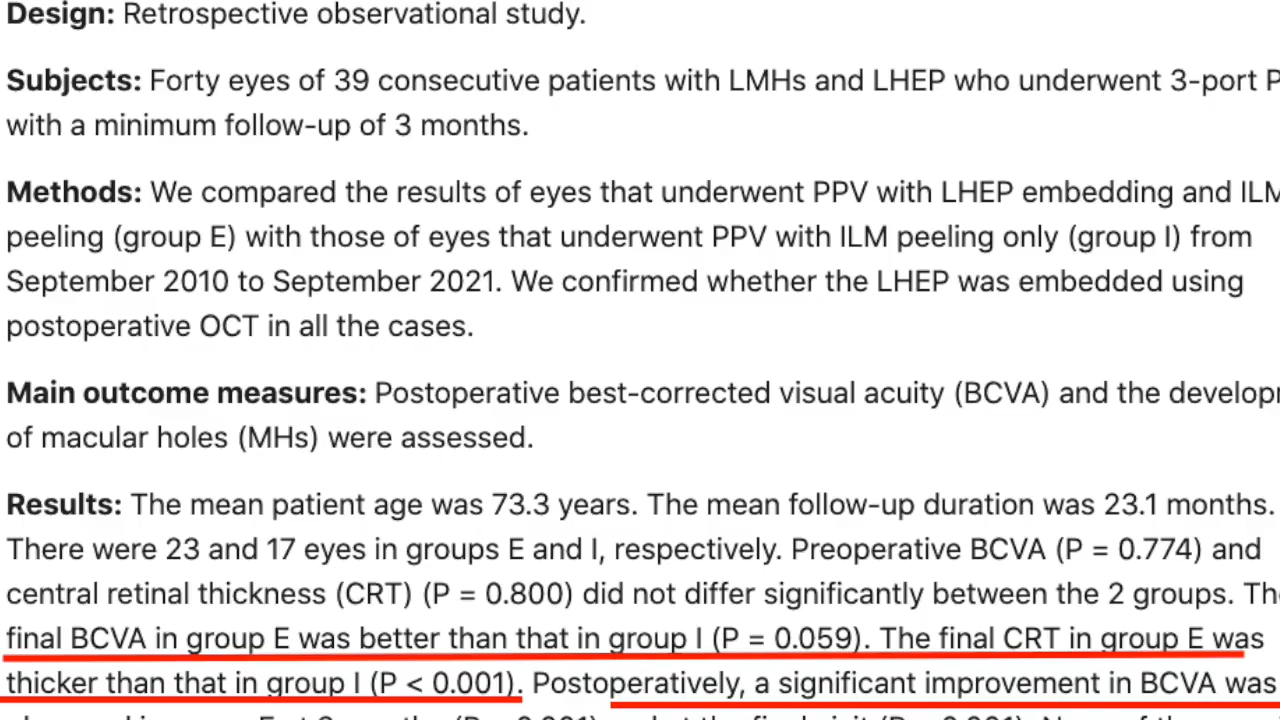 Design: Retrospective observational study.
Subjects: Forty eyes of 39 consecutive patients with LMHs and LHEP who underwent 3-port P
with a minimum follow-up of 3 months.
Methods: We compared the results of eyes that underwent PPV with LHEP embedding and ILM
peeling (group E) with those of eyes that underwent PPV with ILM peeling only (group I) from
September 2010 to September 2021. We confirmed whether the LHEP was embedded using
postoperative OCT in all the cases.
Main outcome measures: Postoperative best-corrected visual acuity (BCVA) and the develop
of macular holes (MHs) were assessed.
Results: The mean patient age was 73.3 years. The mean follow-up duration was 23.1 months.
There were 23 and 17 eyes in groups E and I, respectively. Preoperative BCVA (P = 0.774) and
central retinal thickness (CRT) (P = 0.800) did not differ significantly between the 2 groups. Th
final BCVA in group E was better than that in group I (P = 0.059). The final CRT in group E was
thicker than that in group I (P < 0.001). Postoperatively, a significant improvement in BCVA was